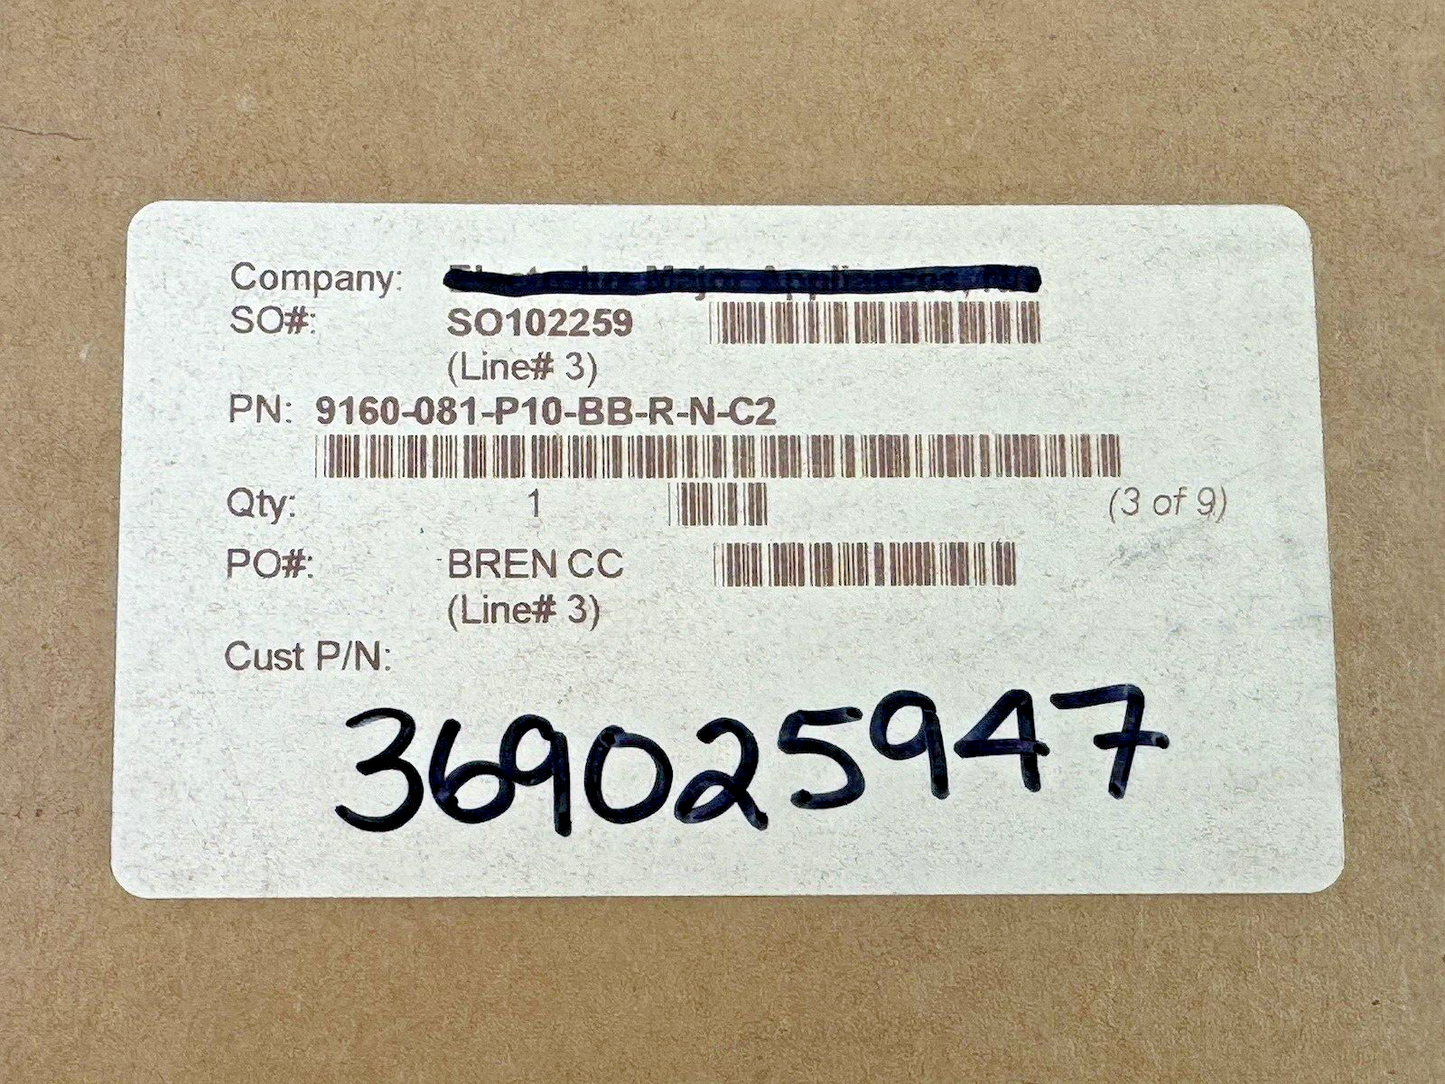 Company:
SO#: SO102259
(Line# 3)
PN: 9160-081-P10-BB-R-N-C2
Qty: 1 (3 of 9)
PO#: BREN CC
(Line# 3)
Cust P/N:
369025947